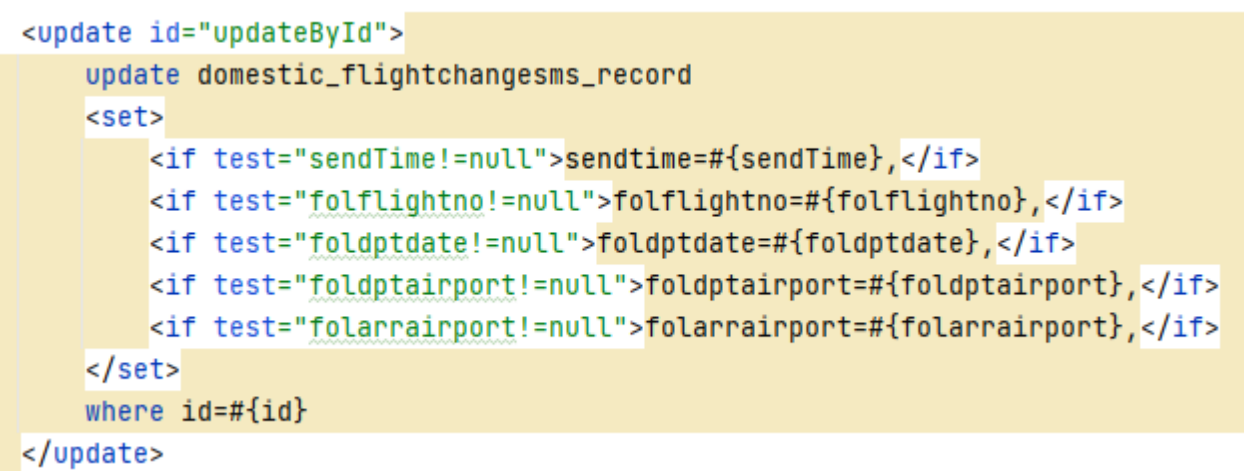 <update id="updateById">
update domestic_flightchangesms_record
<set>
<if test="sendTime!=null">sendtime=#{sendTime},</if>
<if test="folflightno!=null">folflightno=#{folflightno},</if>
<if test="foldptdate!=null">foldptdate=#{foldptdate},</if>
<if test="foldptairport!=null">foldptairport=#{foldptairport},</if>
<if test="folarrairport!=null">folarrairport=#{folarrairport},</if>
</set>
where id=#{id}
</update>